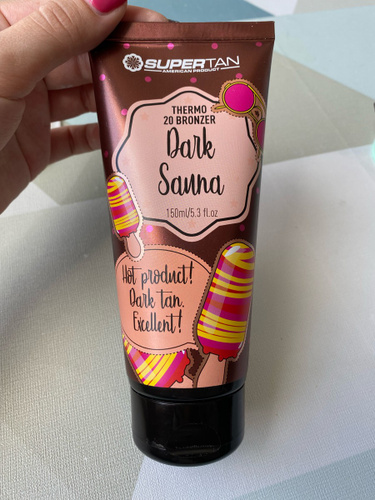 SUPERTAN
AMERICAN PRODUCT
THERMO
20 BRONZER
Dark
Sauna
150ml/5.3 fl.oz
Hot product!
Dark tan.
Excellent!